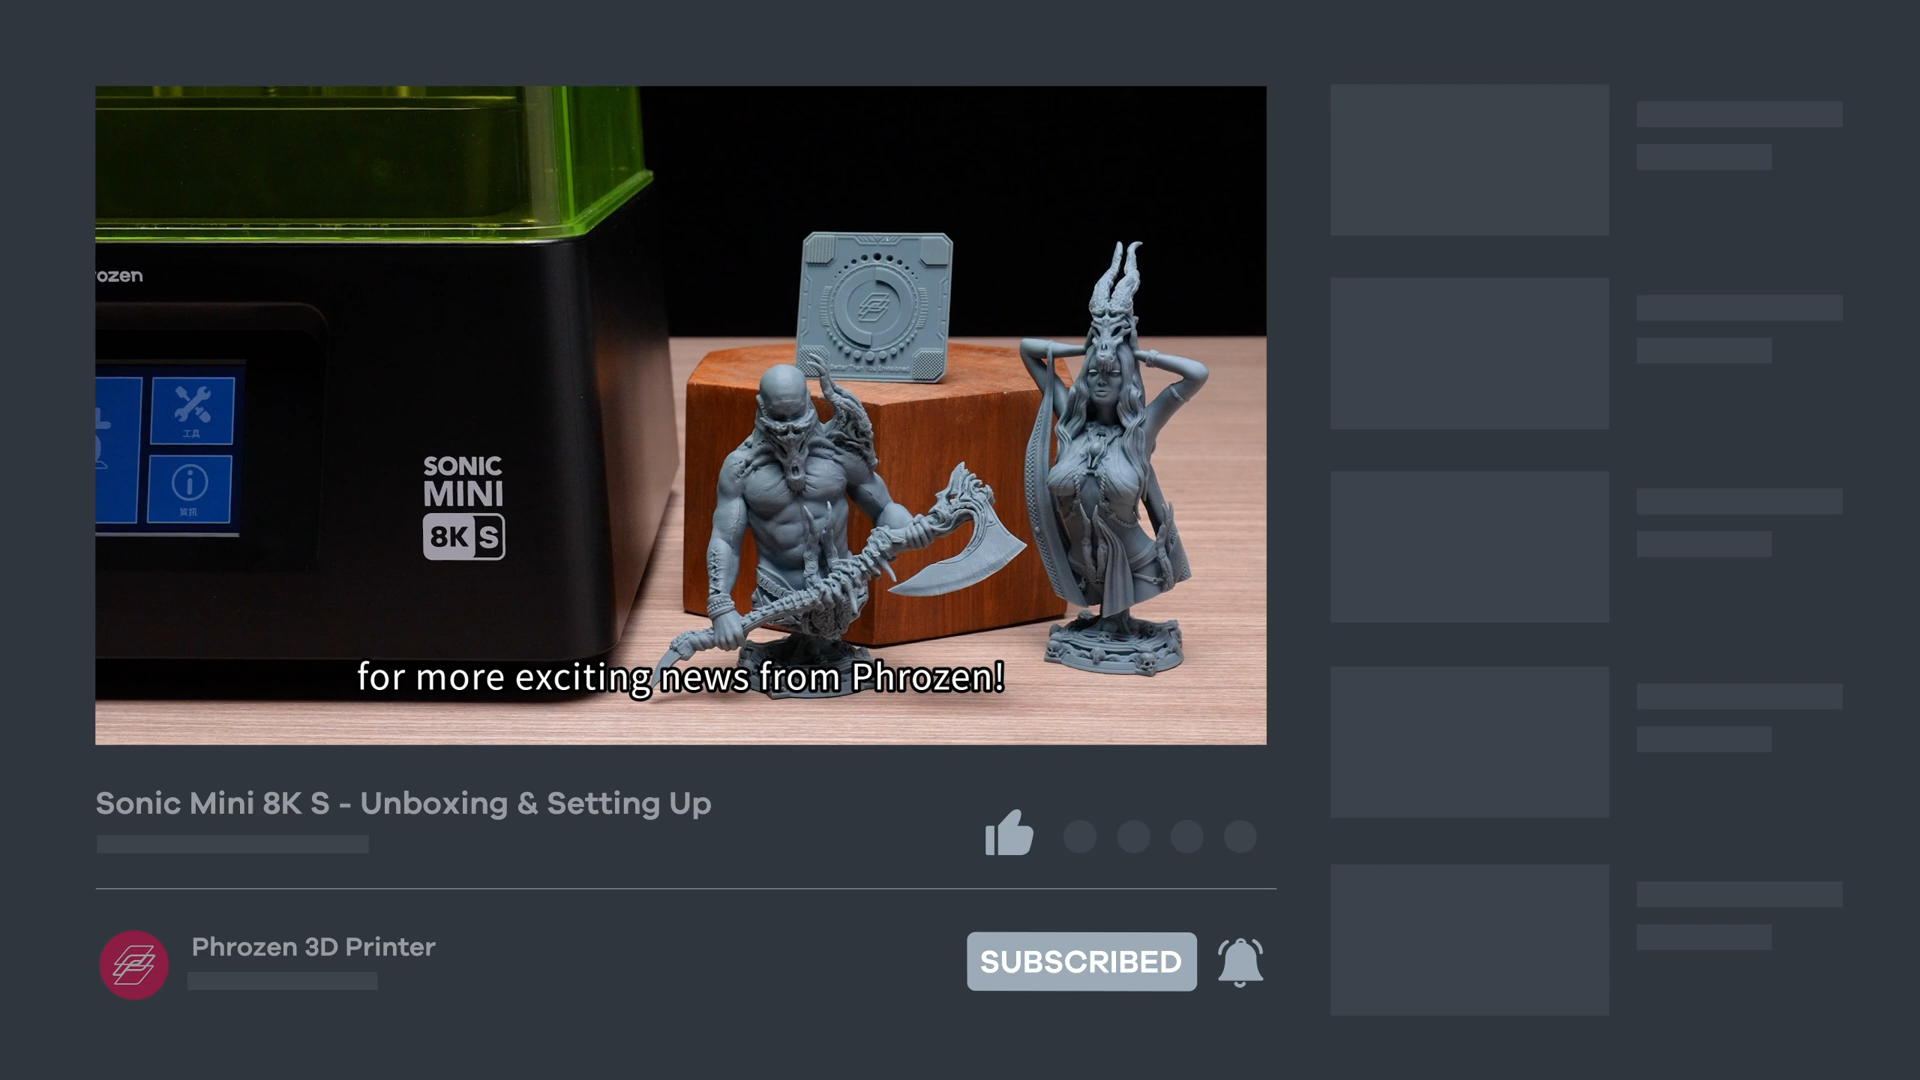 ozen
工具
資訊
SONIC
MINI
8K S
for more exciting news from Phrozen!
Sonic Mini 8K S - Unboxing & Setting Up
Phrozen 3D Printer
SUBSCRIBED